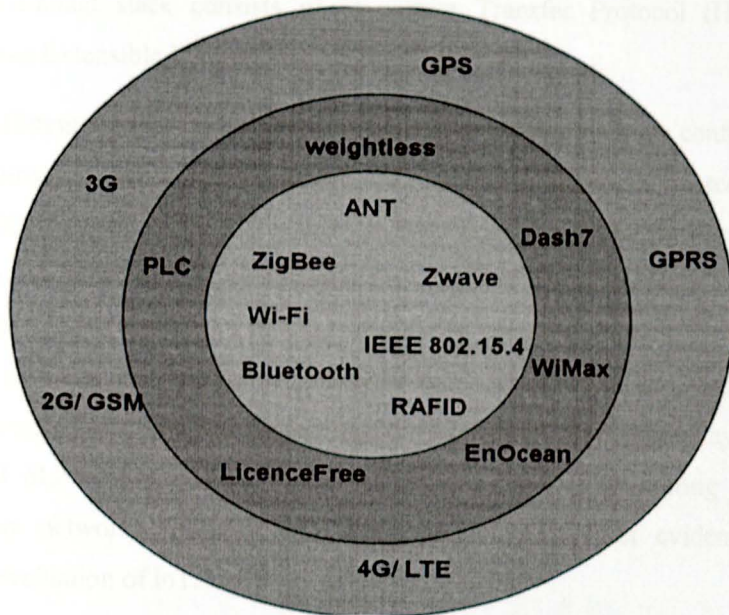 GPS
weightless
3G
ANT
Dash7
PLC
ZigBee
Zwave
GPRS
Wi-Fi
IEEE 802.15.4
Bluetooth
WiMax
2G/ GSM
RAFID
EnOcean
LicenceFree
4G/ LTE